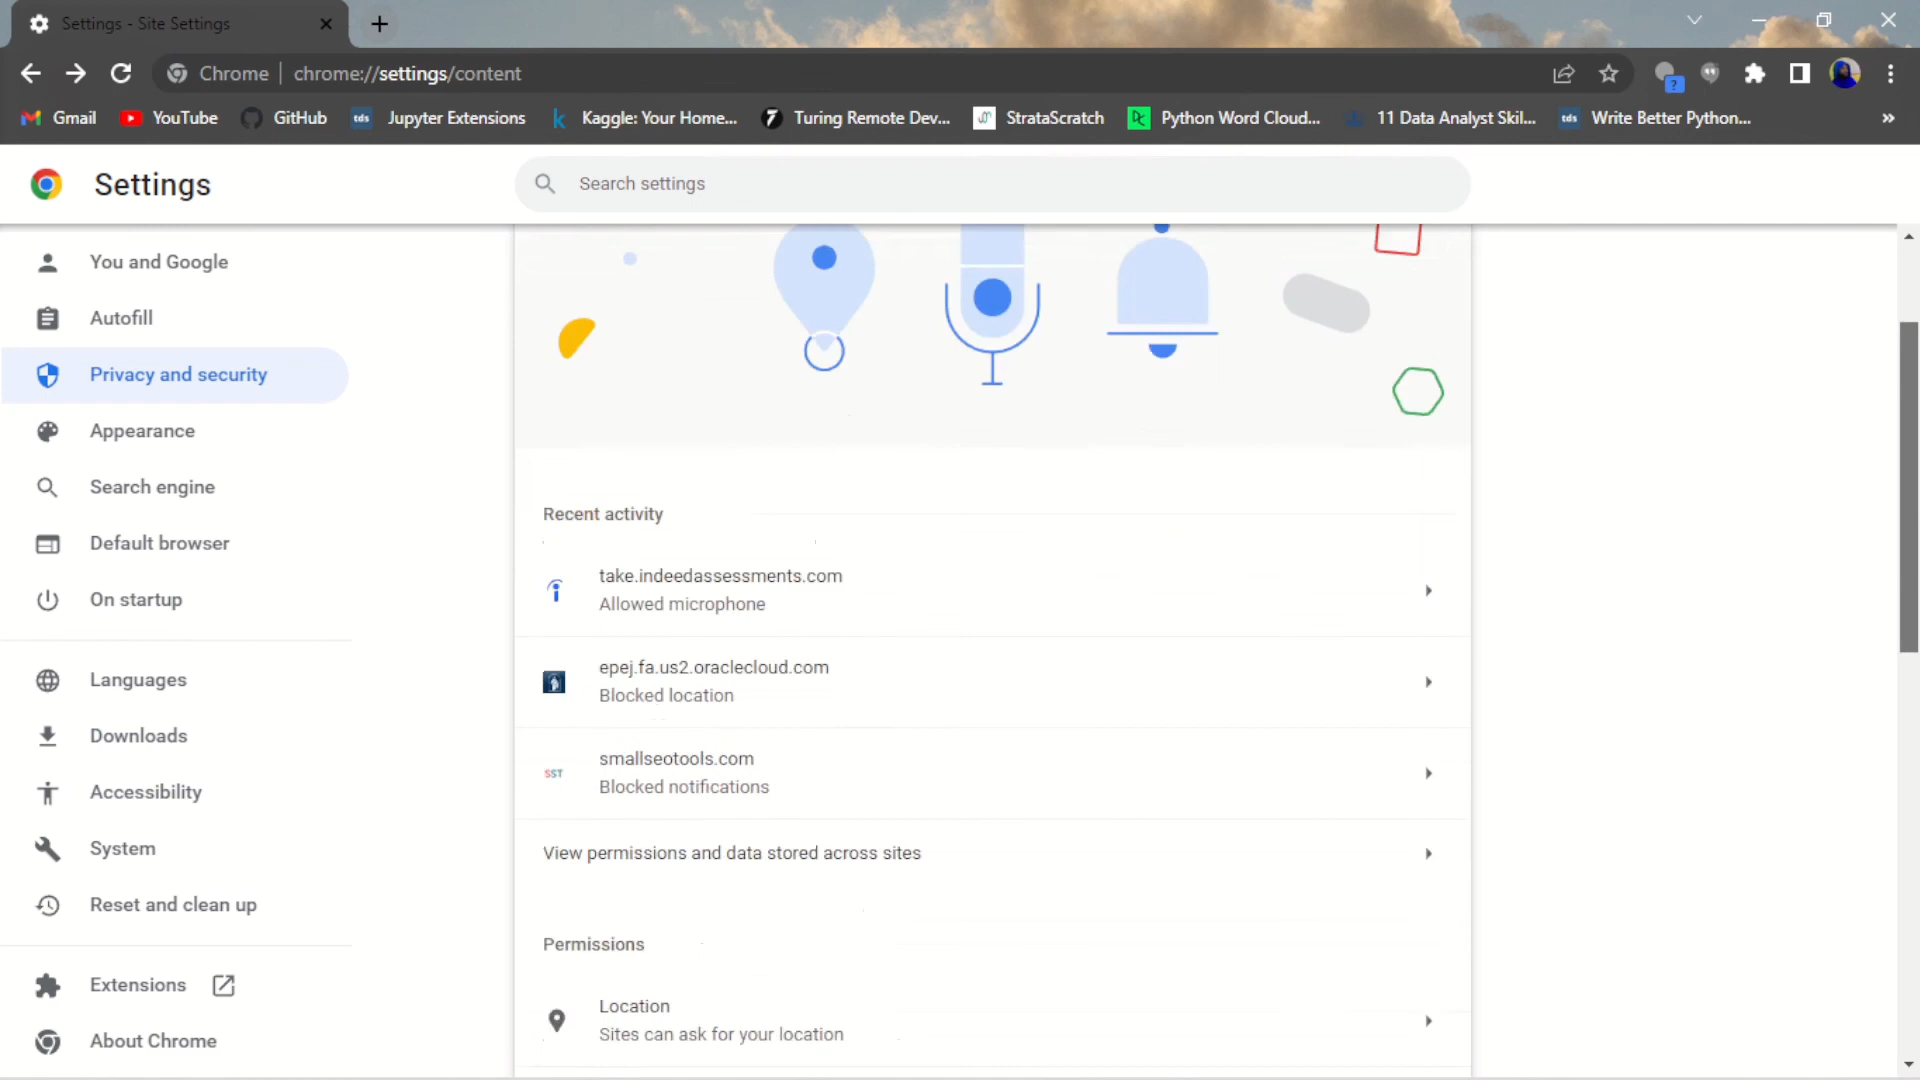 Settings - Site Settings
Chrome | chrome://settings/content
?
Gmail YouTube GitHub tds Jupyter Extensions k Kaggle: Your Home... Turing Remote Dev... StrataScratch Python Word Cloud... 11 Data Analyst Skil... tds Write Better Python... »
Settings
Search settings
You and Google
Autofill
Privacy and security
Appearance
Search engine
Default browser
On startup
Languages
Downloads
Accessibility
System
Reset and clean up
Extensions
About Chrome
Recent activity
take.indeedassessments.com
Allowed microphone
epej.fa.us2.oraclecloud.com
Blocked location
SST
smallseotools.com
Blocked notifications
View permissions and data stored across sites
Permissions
Location
Sites can ask for your location